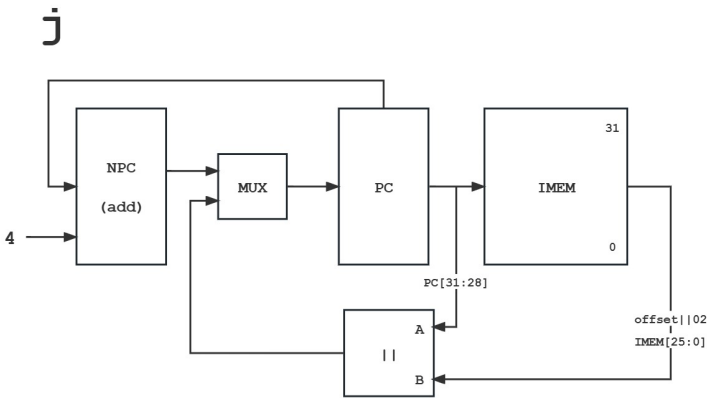 j
31
NPC
(add)
MUX
PC
IMEM
4
0
PC[31:28]
offset||02
IMEM[25:0]
A
||
B